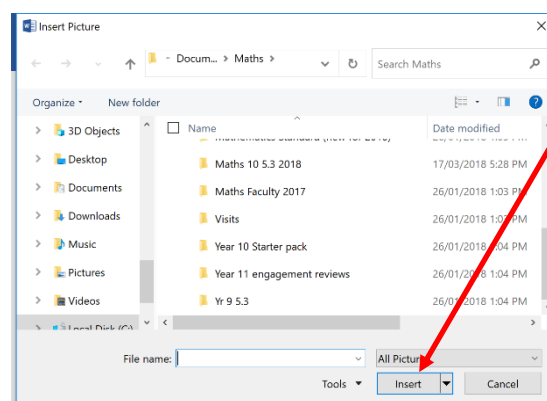 Insert Picture
Docum... > Maths >
Search Maths
Organize
New folder
Name
Date modified
3D Objects
Desktop
Documents
Downloads
Music
Pictures
Videos
Local Disk (C:)
Maths 10 5.3 2018 17/03/2018 5:28 PM
Maths Faculty 2017 26/01/2018 1:03 PM
Visits 26/01/2018 1:03 PM
Year 10 Starter pack 26/01/2018 1:04 PM
Year 11 engagement reviews 26/01/2018 1:04 PM
Yr 9 5.3 26/01/2018 1:04 PM
File name:
All Pictures
Tools
Insert
Cancel